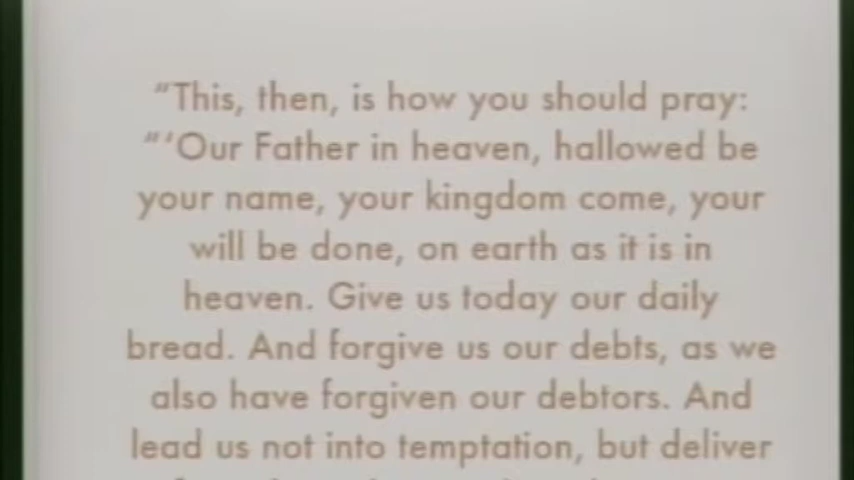 “This, then, is how you should pray:
“‘Our Father in heaven, hallowed be
your name, your kingdom come, your
will be done, on earth as it is in
heaven. Give us today our daily
bread. And forgive us our debts, as we
also have forgiven our debtors. And
lead us not into temptation, but deliver